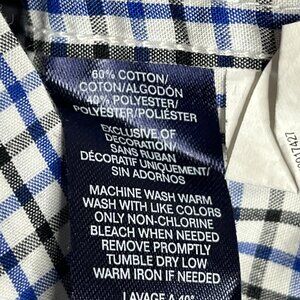 60% COTTON/
COTON/ALGODÓN
40% POLYESTER/
POLYESTER/POLIÉSTER
EXCLUSIVE OF
DECORATION/
SANS RUBAN
DÉCORATIF UNIQUEMENT/
SIN ADORNOS
MACHINE WASH WARM
WASH WITH LIKE COLORS
ONLY NON-CHLORINE
BLEACH WHEN NEEDED
REMOVE PROMPTLY
TUMBLE DRY LOW
WARM IRON IF NEEDED
LAVAGE A 40°